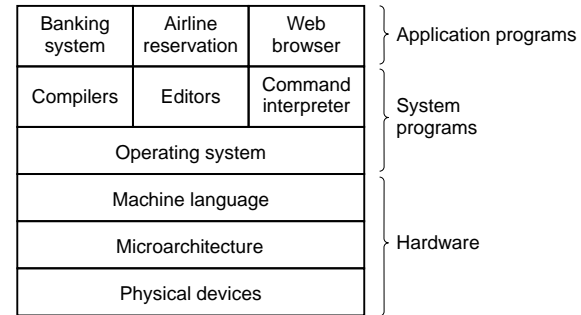 Banking
system
Airline
reservation
Web
browser
Application programs
Compilers
Editors
Command
interpreter
System
programs
Operating system
Machine language
Microarchitecture
Hardware
Physical devices